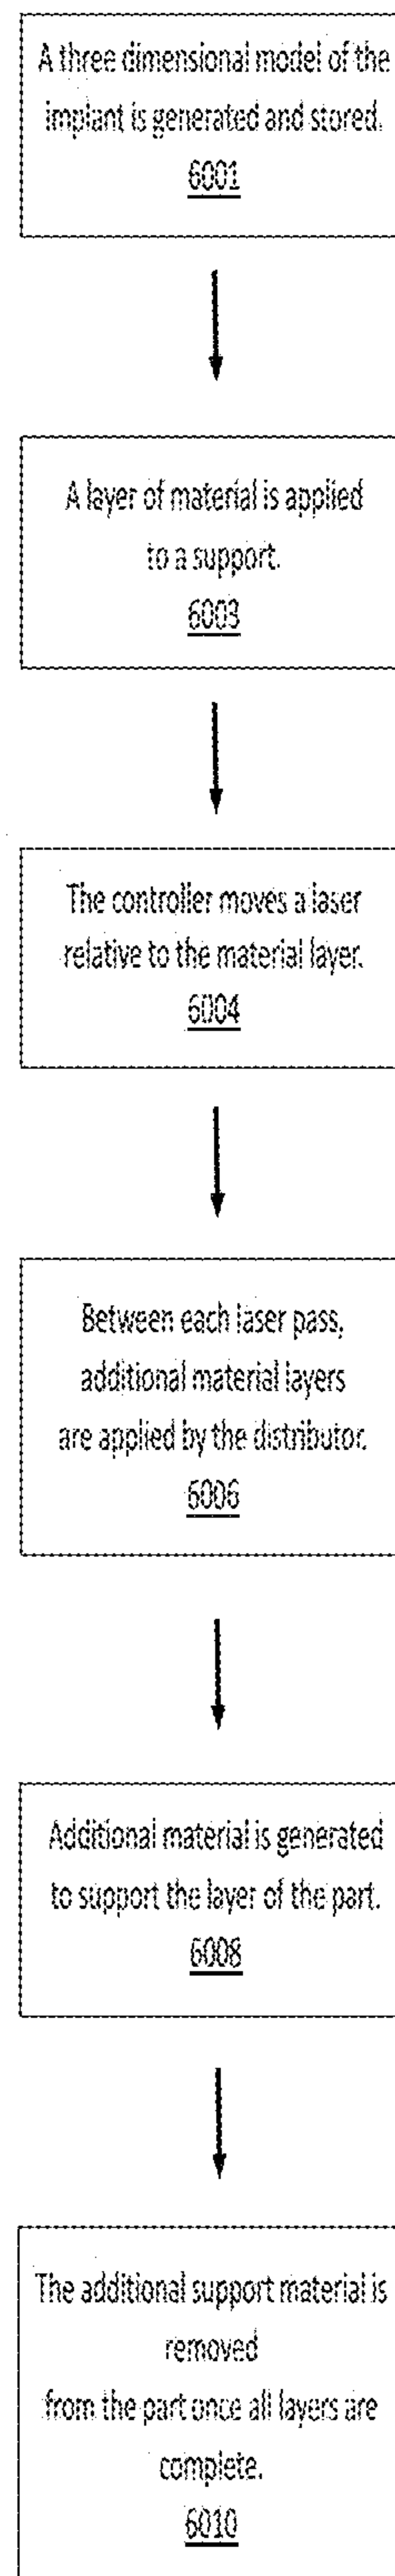 A three dimensional model of the
implant is generated and stored.
6001
A layer of material is applied
to a support.
6003
The controller moves a laser
relative to the material layer.
6004
Between each laser pass,
additional material layers
are applied by the distributor.
6006
Additional material is generated
to support the layer of the part.
6008
The additional support material is
removed
from the part once all layers are
complete.
6010